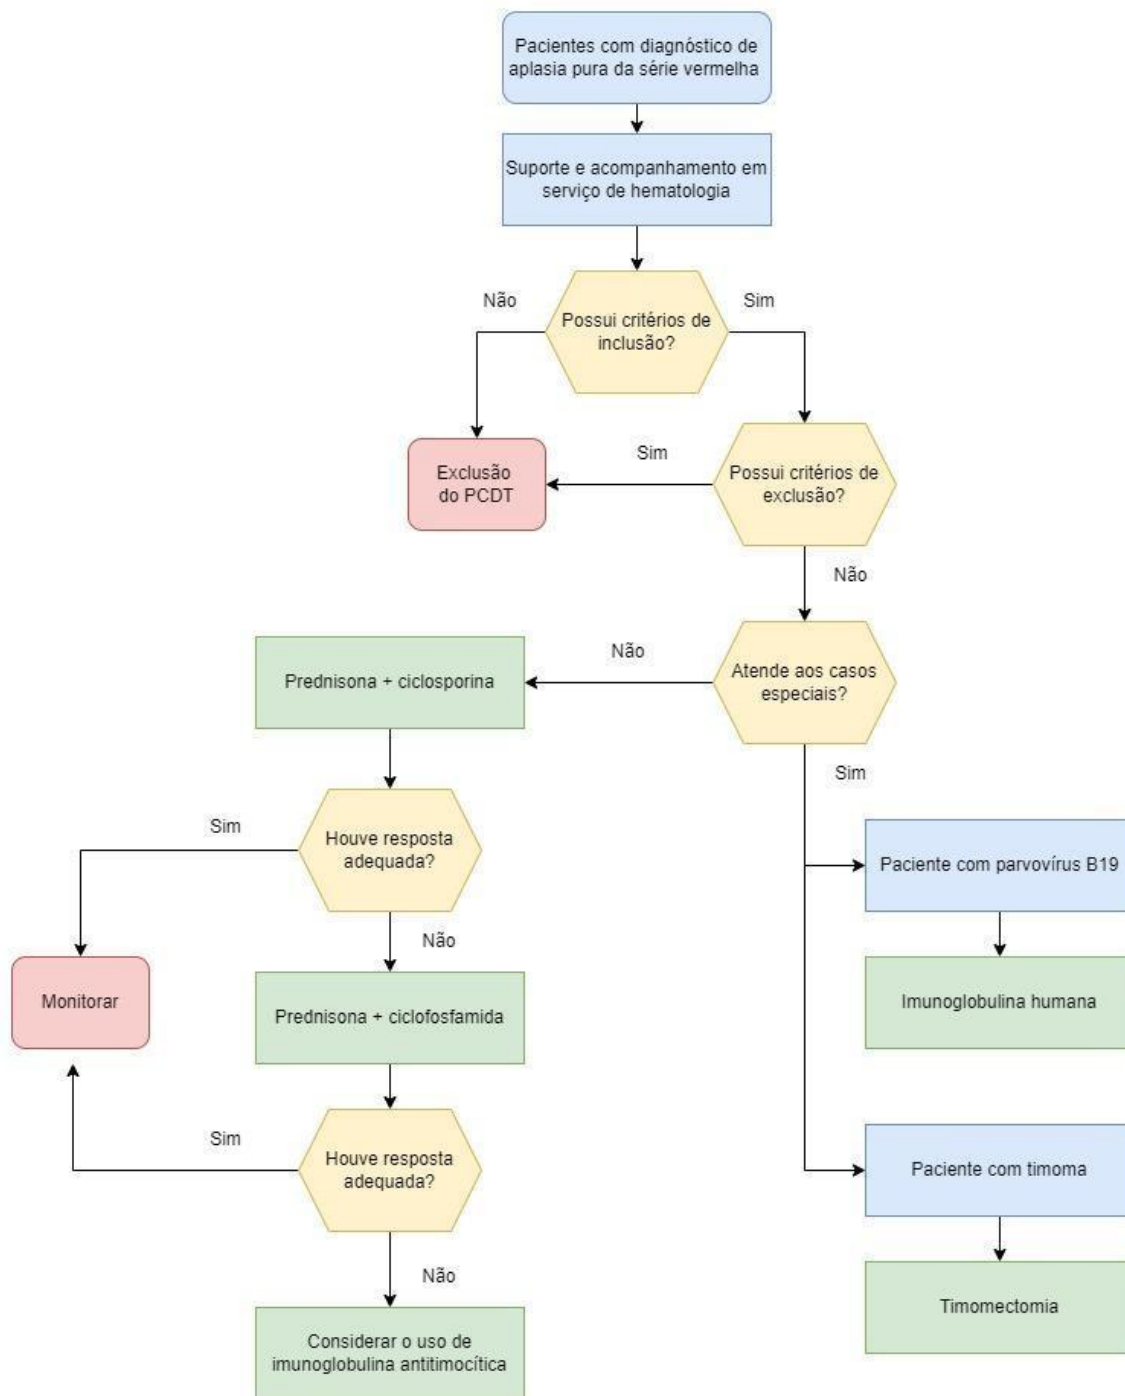 Pacientes com diagnóstico de
aplasia pura da série vermelha
Suporte e acompanhamento em
serviço de hematologia
Não
Sim
Possui critérios de
inclusão?
Exclusão
do PCDT
Sim
Possui critérios de
exclusão?
Não
Atende aos casos
especiais?
Não
Prednisona + ciclosporina
Sim
Sim
Houve resposta
adequada?
Paciente com parvovírus B19
Não
Monitorar
Prednisona + ciclofosfamida
Imunoglobulina humana
Sim
Houve resposta
adequada?
Paciente com timoma
Não
Timomectomia
Considerar o uso de
imunoglobulina antitimocítica